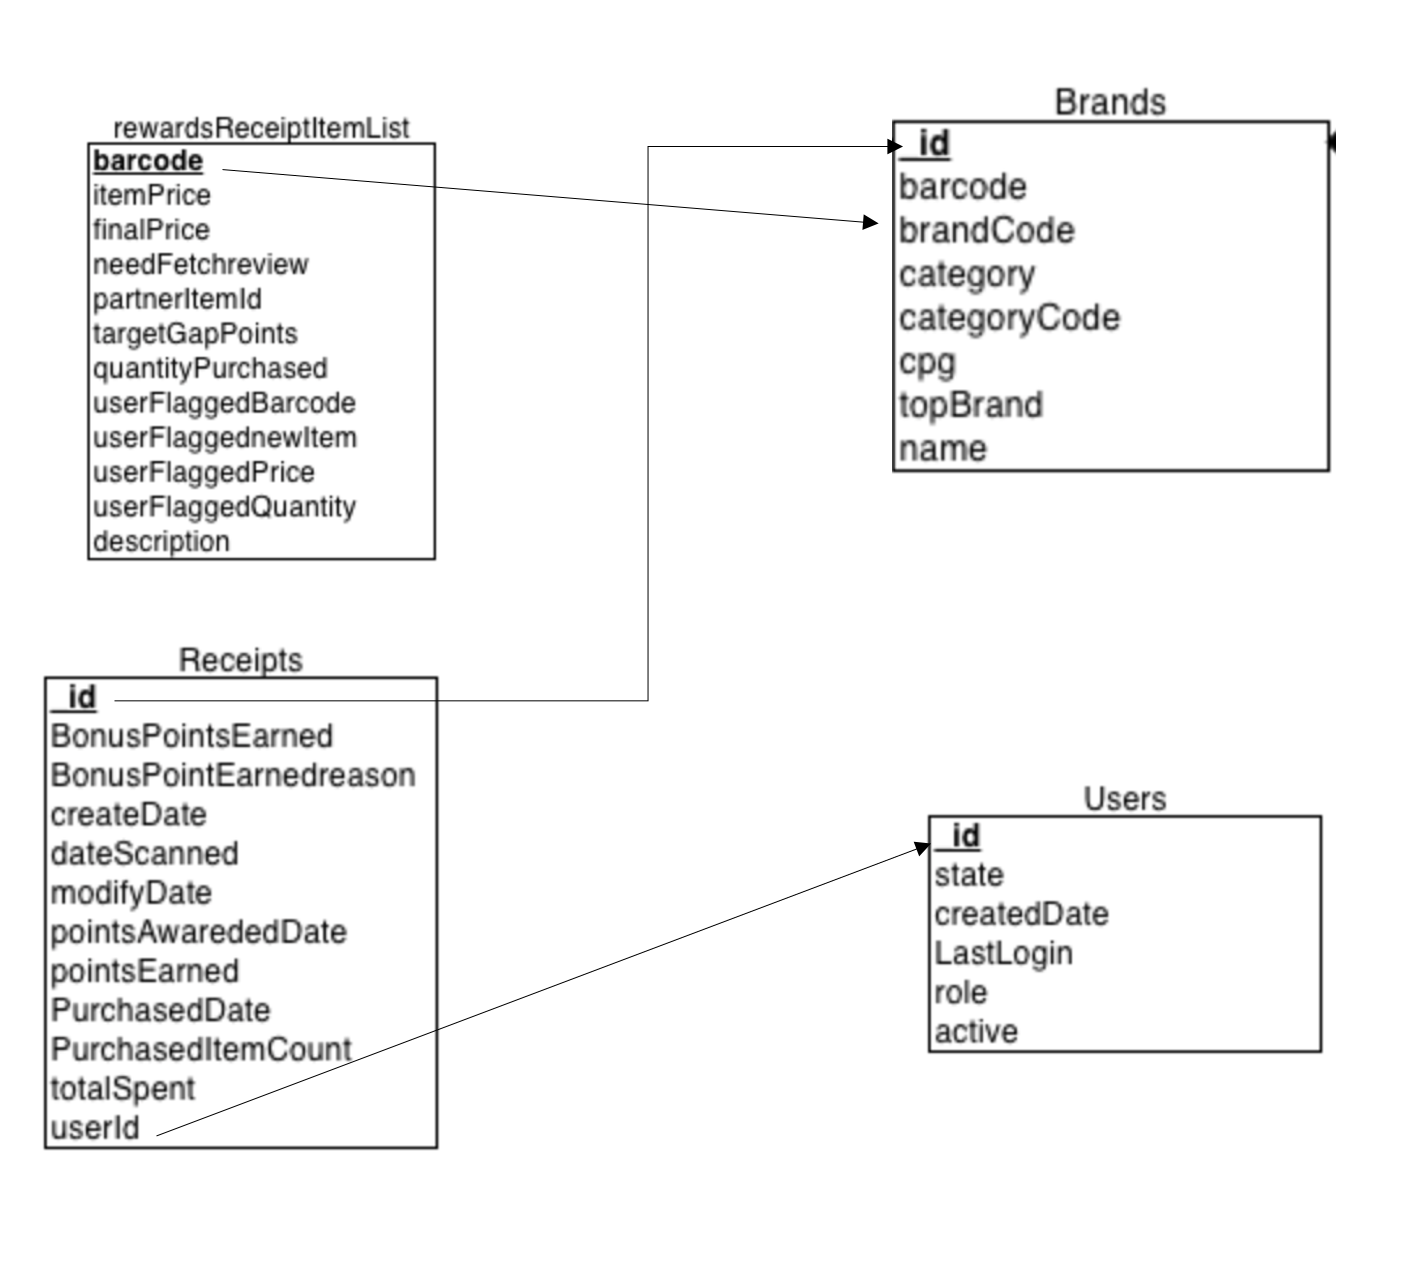 rewardsReceiptItemList
barcode
itemPrice
finalPrice
needFetchreview
partnerItemId
targetGapPoints
quantityPurchased
userFlaggedBarcode
userFlaggednewItem
userFlaggedPrice
userFlaggedQuantity
description
Brands
_id
barcode
brandCode
category
categoryCode
cpg
topBrand
name
Receipts
_id
BonusPointsEarned
BonusPointEarnedreason
createDate
dateScanned
modifyDate
pointsAwarededDate
pointsEarned
PurchasedDate
PurchasedItemCount
totalSpent
userId
Users
_id
state
createdDate
LastLogin
role
active